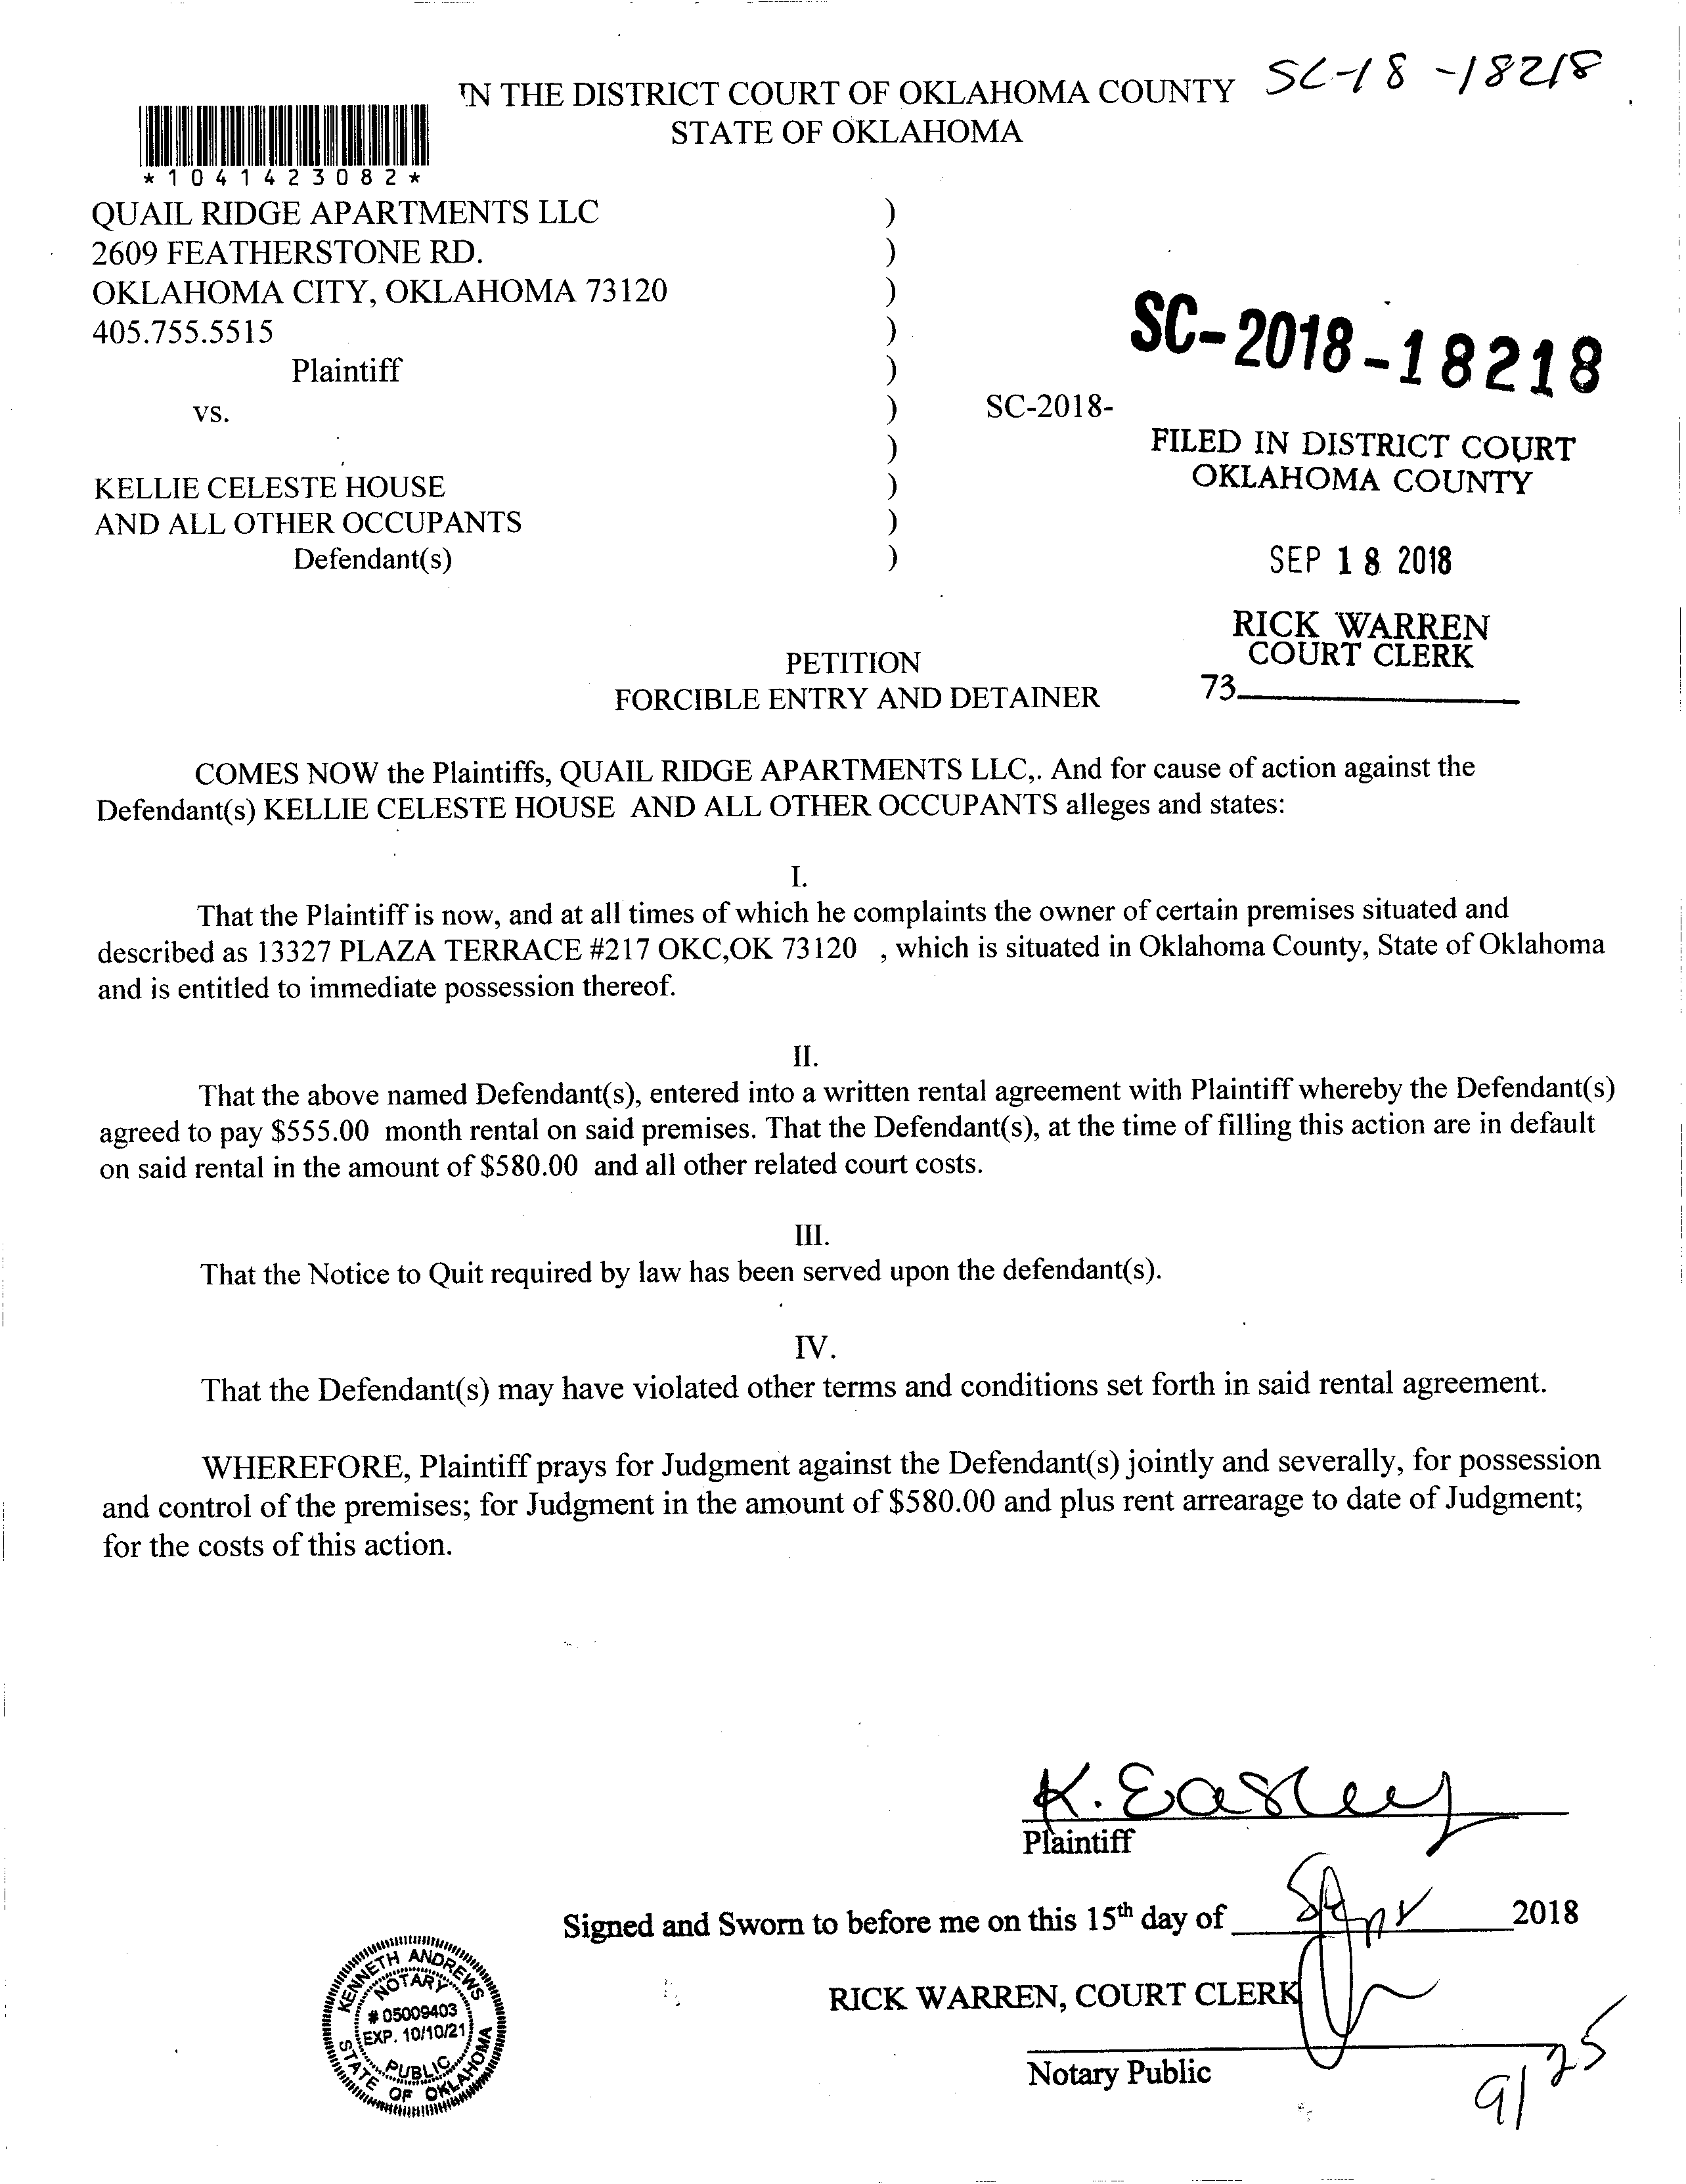 IN THE DISTRICT COURT OF OKLAHOMA COUNTY SC-18-18218
STATE OF OKLAHOMA
*1041423082*
QUAIL RIDGE APARTMENTS LLC )
2609 FEATHERSTONE RD. )
OKLAHOMA CITY, OKLAHOMA 73120 )
405.755.5515 )
SC-2018-18218
Plaintiff )
vs. ) SC-2018-
)
FILED IN DISTRICT COURT
OKLAHOMA COUNTY
KELLIE CELESTE HOUSE )
AND ALL OTHER OCCUPANTS )
Defendant(s) )
SEP 18 2018
RICK WARREN
COURT CLERK
73
PETITION
FORCIBLE ENTRY AND DETAINER
COMES NOW the Plaintiffs, QUAIL RIDGE APARTMENTS LLC,. And for cause of action against the
Defendant(s) KELLIE CELESTE HOUSE AND ALL OTHER OCCUPANTS alleges and states:
I.
That the Plaintiff is now, and at all times of which he complaints the owner of certain premises situated and
described as 13327 PLAZA TERRACE #217 OKC,OK 73120 , which is situated in Oklahoma County, State of Oklahoma
and is entitled to immediate possession thereof.
II.
That the above named Defendant(s), entered into a written rental agreement with Plaintiff whereby the Defendant(s)
agreed to pay $555.00 month rental on said premises. That the Defendant(s), at the time of filling this action are in default
on said rental in the amount of $580.00 and all other related court costs.
III.
That the Notice to Quit required by law has been served upon the defendant(s).
IV.
That the Defendant(s) may have violated other terms and conditions set forth in said rental agreement.
WHEREFORE, Plaintiff prays for Judgment against the Defendant(s) jointly and severally, for possession
and control of the premises; for Judgment in the amount of $580.00 and plus rent arrearage to date of Judgment;
for the costs of this action.
K. Easley
Plaintiff
Signed and Sworn to before me on this 15th day of 2018
RICK WARREN, COURT CLERK
Notary Public
9/25
KENNETH ANDREWS
NOTARY
# 05009403
EXP. 10/10/21
PUBLIC
STATE OF OKLAHOMA